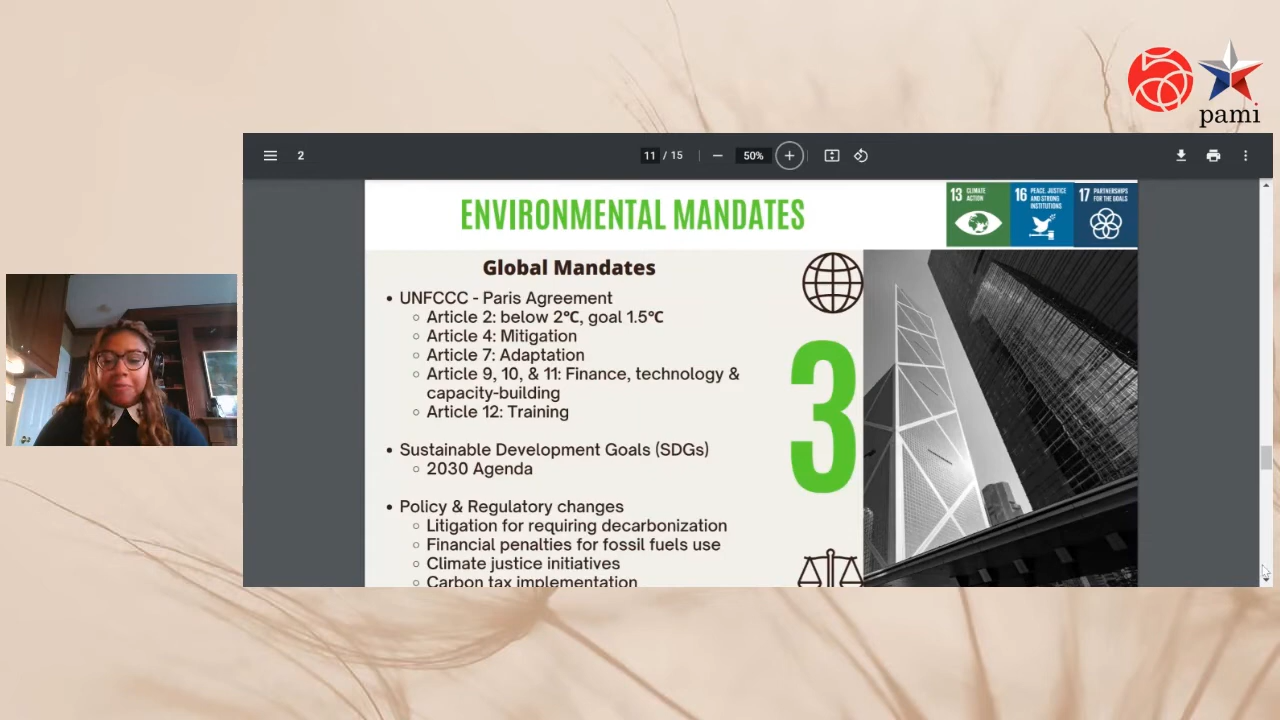 pami
2
11 / 15
50%
ENVIRONMENTAL MANDATES
13 CLIMATE ACTION
16 PEACE, JUSTICE AND STRONG INSTITUTIONS
17 PARTNERSHIPS FOR THE GOALS
Global Mandates
• UNFCCC - Paris Agreement
○ Article 2: below 2°C, goal 1.5°C
○ Article 4: Mitigation
○ Article 7: Adaptation
○ Article 9, 10, & 11: Finance, technology &
capacity-building
○ Article 12: Training
• Sustainable Development Goals (SDGs)
○ 2030 Agenda
• Policy & Regulatory changes
○ Litigation for requiring decarbonization
○ Financial penalties for fossil fuels use
○ Climate justice initiatives
○ Carbon tax implementation
3